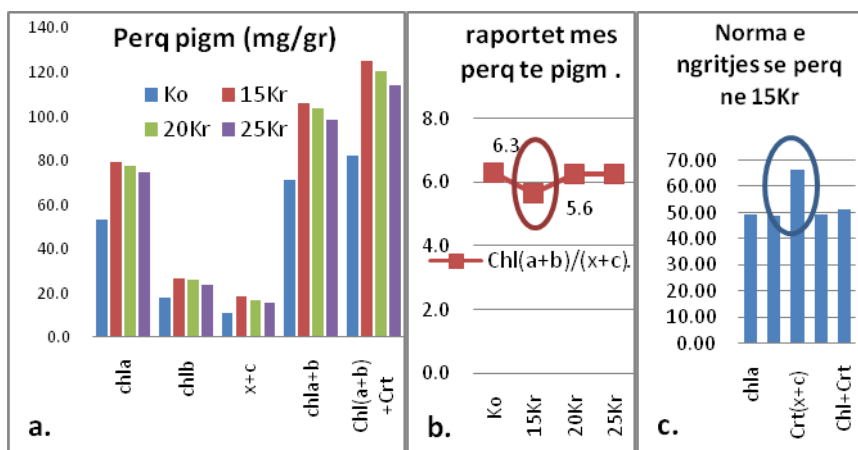 Perq pigm (mg/gr)
Ko 15Kr
20Kr 25Kr
140.0
120.0
100.0
80.0
60.0
40.0
20.0
0.0
chla
chlb
x+c
chla+b
Chl(a+b)
+Crt
a.
raportet mes
perq te pigm .
8.0
6.0
4.0
2.0
0.0
6.3
5.6
Chl(a+b)/(x+c).
Ko
15Kr
20Kr
25Kr
b.
Norma e
ngritjes se perq
ne 15Kr
70.00
60.00
50.00
40.00
30.00
20.00
10.00
0.00
chla
Crt(x+c)
Chl+Crt
c.